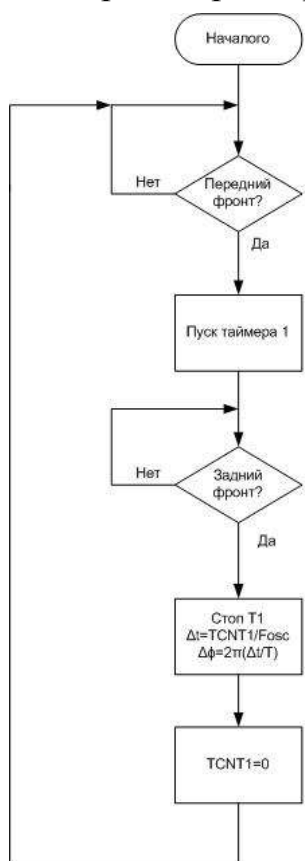 Началого
Передний
фронт?
Нет
Да
Пуск таймера 1
Задний
фронт?
Нет
Да
Стоп T1
Δt=TCNT1/Fosc
Δϕ=2π(Δt/T)
TCNT1=0